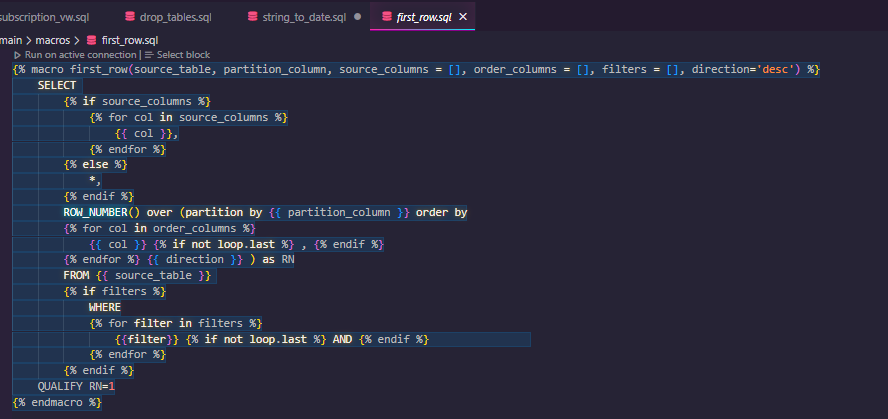 subscription_vw.sql drop_tables.sql string_to_date.sql first_row.sql
main > macros > first_row.sql
Run on active connection | Select block
{% macro first_row(source_table, partition_column, source_columns = [], order_columns = [], filters = [], direction='desc') %}
SELECT
{% if source_columns %}
{% for col in source_columns %}
{{ col }},
{% endfor %}
{% else %}
*,
{% endif %}
ROW_NUMBER() over (partition by {{ partition_column }} order by
{% for col in order_columns %}
{{ col }} {% if not loop.last %} , {% endif %}
{% endfor %} {{ direction }} ) as RN
FROM {{ source_table }}
{% if filters %}
WHERE
{% for filter in filters %}
{{filter}} {% if not loop.last %} AND {% endif %}
{% endfor %}
{% endif %}
QUALIFY RN=1
{% endmacro %}